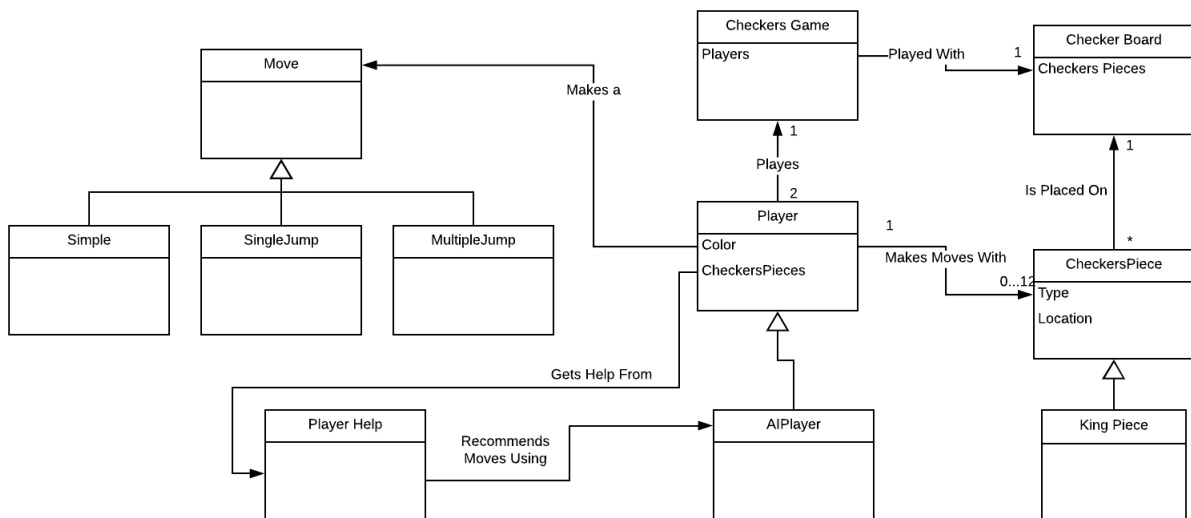 Checkers Game
Players
Played With
1
Checker Board
Checkers Pieces
Move
Makes a
1
Playes
2
1
Is Placed On
*
Simple
SingleJump
MultipleJump
Player
Color
CheckersPieces
1
Makes Moves With
0...12
CheckersPiece
Type
Location
Gets Help From
Player Help
Recommends
Moves Using
AIPlayer
King Piece